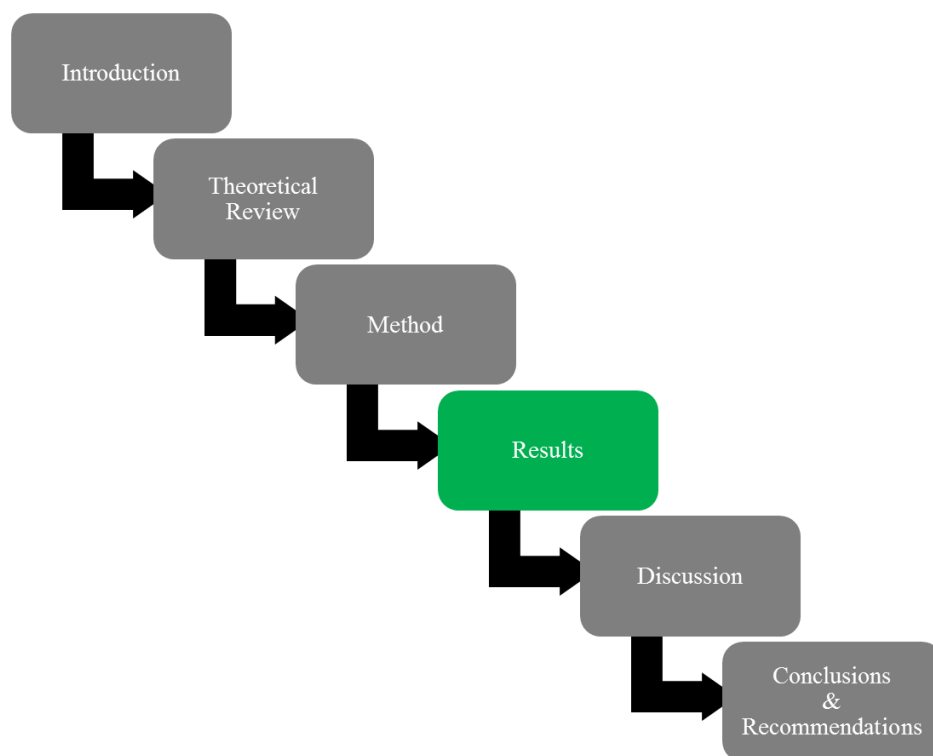 Introduction
Theoretical
Review
Method
Results
Discussion
Conclusions
&
Recommendations